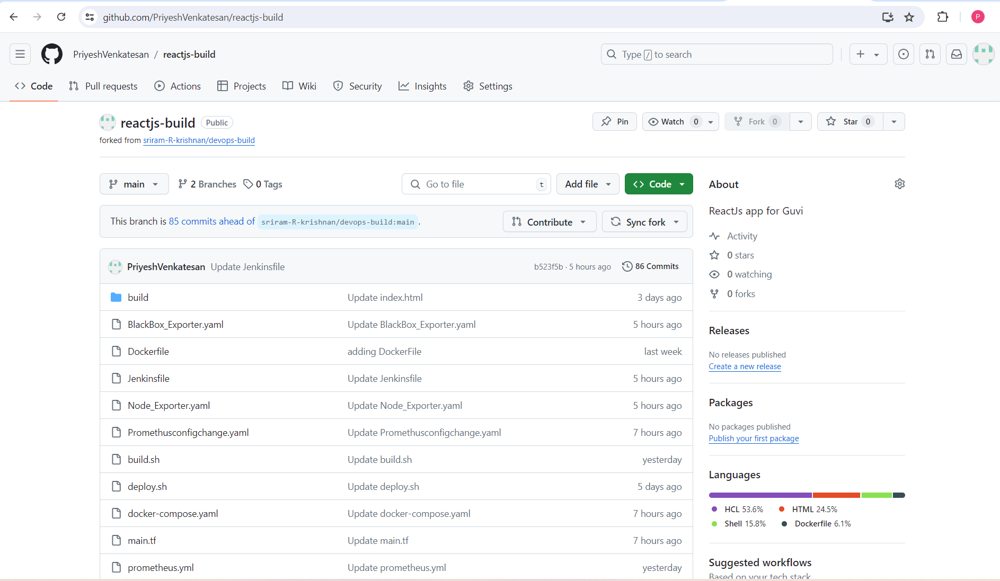 github.com/PriyeshVenkatesan/reactjs-build
P
PriyeshVenkatesan / reactjs-build
Type / to search
Code Pull requests Actions Projects Wiki Security Insights Settings
reactjs-build Public
Pin Watch 0 Fork 0 Star 0
forked from sriram-R-krishnan/devops-build
main 2 Branches 0 Tags Go to file t Add file Code
This branch is 85 commits ahead of sriram-R-krishnan/devops-build:main .
Contribute Sync fork
PriyeshVenkatesan Update Jenkinsfile b523f5b · 5 hours ago 86 Commits
build Update index.html 3 days ago
BlackBox_Exporter.yaml Update BlackBox_Exporter.yaml 5 hours ago
Dockerfile adding DockerFile last week
Jenkinsfile Update Jenkinsfile 5 hours ago
Node_Exporter.yaml Update Node_Exporter.yaml 5 hours ago
Promethusconfigchange.yaml Update Promethusconfigchange.yaml 7 hours ago
build.sh Update build.sh yesterday
deploy.sh Update deploy.sh 5 days ago
docker-compose.yaml Update docker-compose.yaml 7 hours ago
main.tf Update main.tf 7 hours ago
prometheus.yml Update prometheus.yml yesterday
About
ReactJs app for Guvi
Activity
0 stars
0 watching
0 forks
Releases
No releases published
Create a new release
Packages
No packages published
Publish your first package
Languages
HCL 53.6% HTML 24.5%
Shell 15.8% Dockerfile 6.1%
Suggested workflows
Based on your tech stack